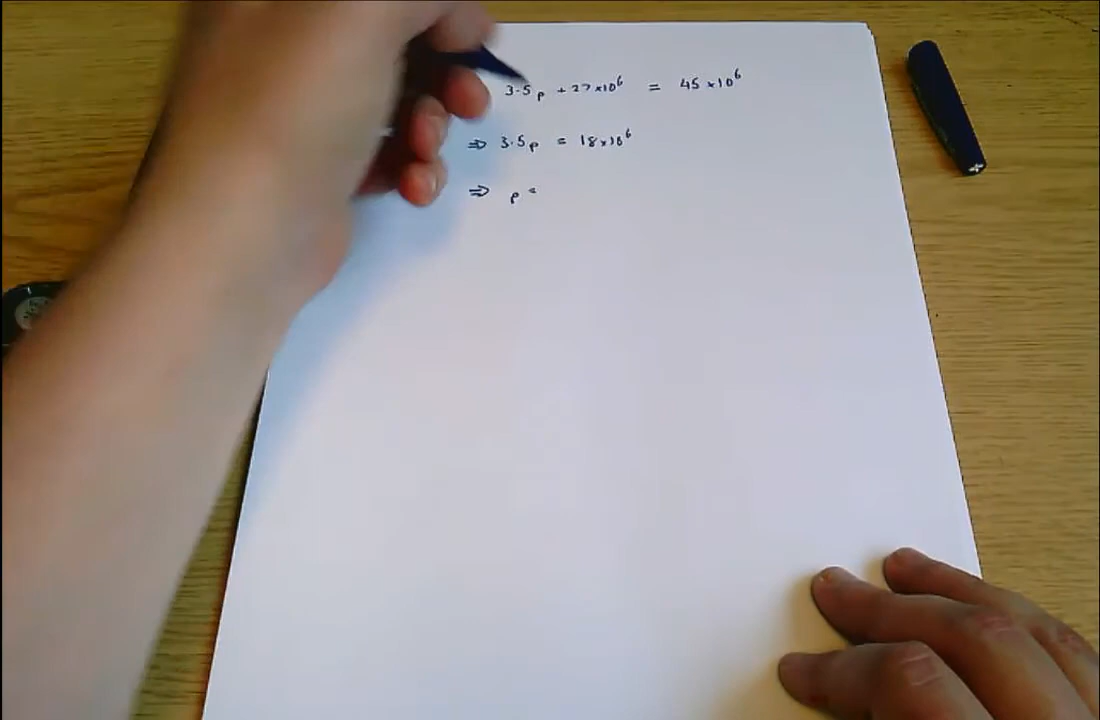 3.5p + 27×10⁶ = 45×10⁶
⇒ 3.5p = 18×10⁶
⇒ p =